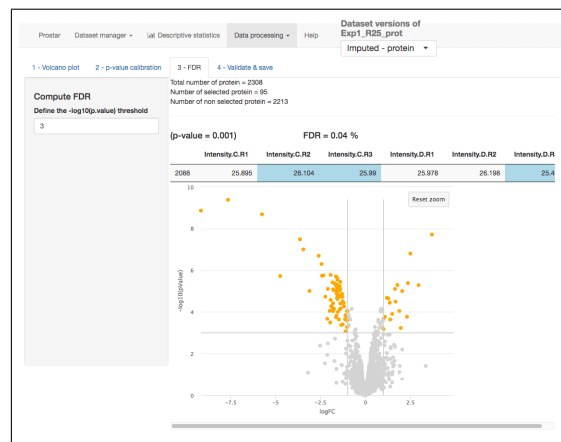 Prostar
Dataset manager
Descriptive statistics
Data processing
Help
Dataset versions of
Exp1_R25_prot
Imputed - protein
1 - Volcano plot
2 - p-value calibration
3 - FDR
4 - Validate & save
Compute FDR
Define the -log10(p.value) threshold
3
Total number of protein = 2308
Number of selected protein = 95
Number of non selected protein = 2213
(p-value = 0.001) FDR = 0.04 %
Intensity.C.R1 Intensity.C.R2 Intensity.C.R3 Intensity.D.R1 Intensity.D.R2 Intensity.D.R
2088 25.895 26.104 25.99 25.978 26.198 25.4
Reset zoom
10
8
6
4
2
0
-log10(pValue)
-7.5 -5 -2.5 0 2.5
logFC